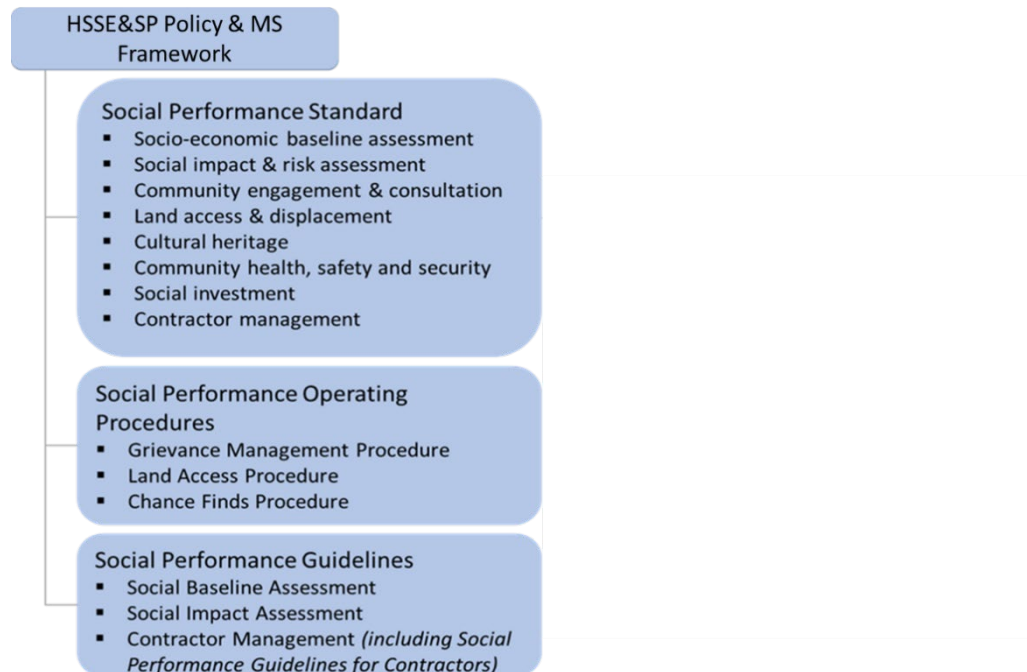 HSSE&SP Policy & MS
Framework
Social Performance Standard
▪ Socio-economic baseline assessment
▪ Social impact & risk assessment
▪ Community engagement & consultation
▪ Land access & displacement
▪ Cultural heritage
▪ Community health, safety and security
▪ Social investment
▪ Contractor management
Social Performance Operating
Procedures
▪ Grievance Management Procedure
▪ Land Access Procedure
▪ Chance Finds Procedure
Social Performance Guidelines
▪ Social Baseline Assessment
▪ Social Impact Assessment
▪ Contractor Management (including Social
Performance Guidelines for Contractors)